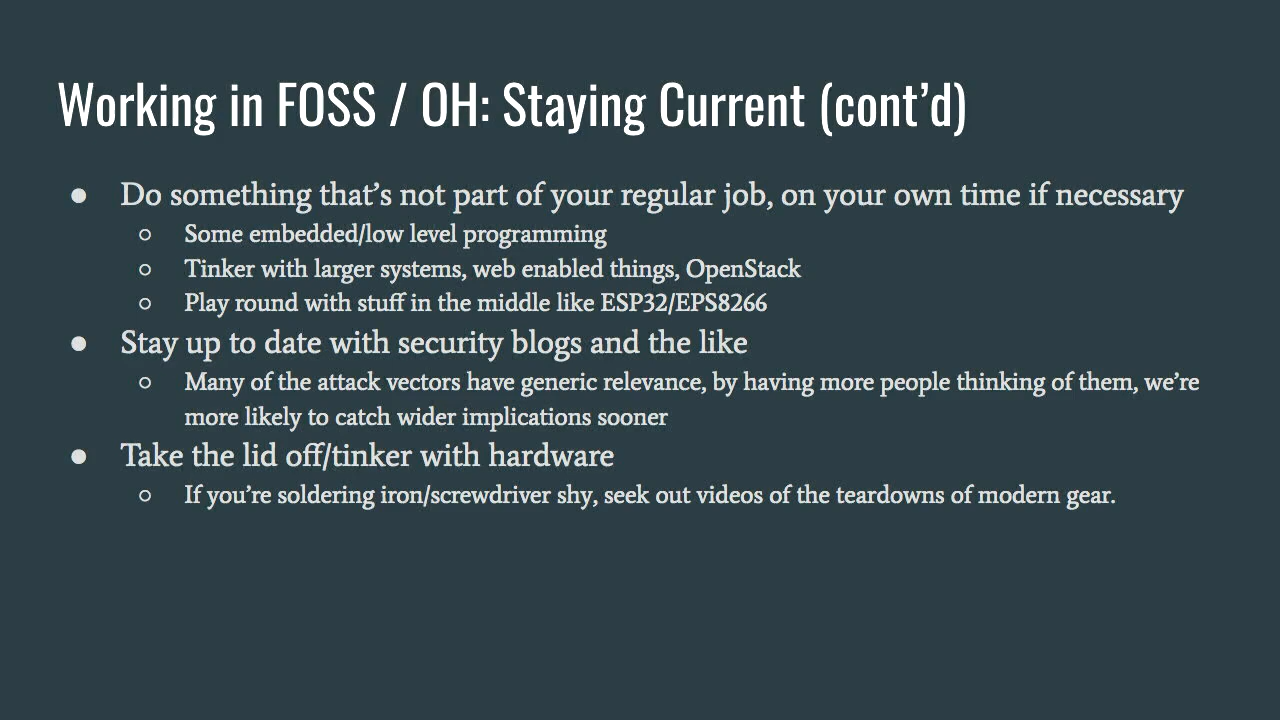 Working in FOSS / OH: Staying Current (cont’d)
● Do something that’s not part of your regular job, on your own time if necessary
○ Some embedded/low level programming
○ Tinker with larger systems, web enabled things, OpenStack
○ Play round with stuff in the middle like ESP32/EPS8266
● Stay up to date with security blogs and the like
○ Many of the attack vectors have generic relevance, by having more people thinking of them, we’re
more likely to catch wider implications sooner
● Take the lid off/tinker with hardware
○ If you’re soldering iron/screwdriver shy, seek out videos of the teardowns of modern gear.